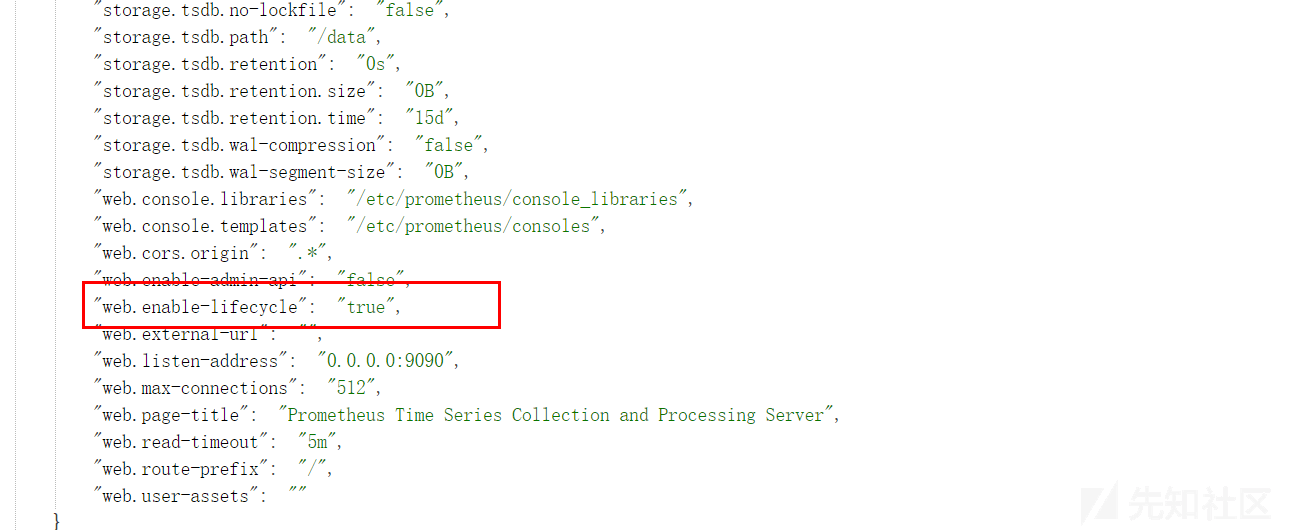 "storage.tsdb.no-lockfile": "false",
"storage.tsdb.path": "/data",
"storage.tsdb.retention": "0s",
"storage.tsdb.retention.size": "0B",
"storage.tsdb.retention.time": "15d",
"storage.tsdb.wal-compression": "false",
"storage.tsdb.wal-segment-size": "0B",
"web.console.libraries": "/etc/prometheus/console_libraries",
"web.console.templates": "/etc/prometheus/consoles",
"web.cors.origin": ".*",
"web.enable-admin-api": "false",
"web.enable-lifecycle": "true",
"web.external-url": "",
"web.listen-address": "0.0.0.0:9090",
"web.max-connections": "512",
"web.page-title": "Prometheus Time Series Collection and Processing Server",
"web.read-timeout": "5m",
"web.route-prefix": "/",
"web.user-assets": ""
}
先知社区